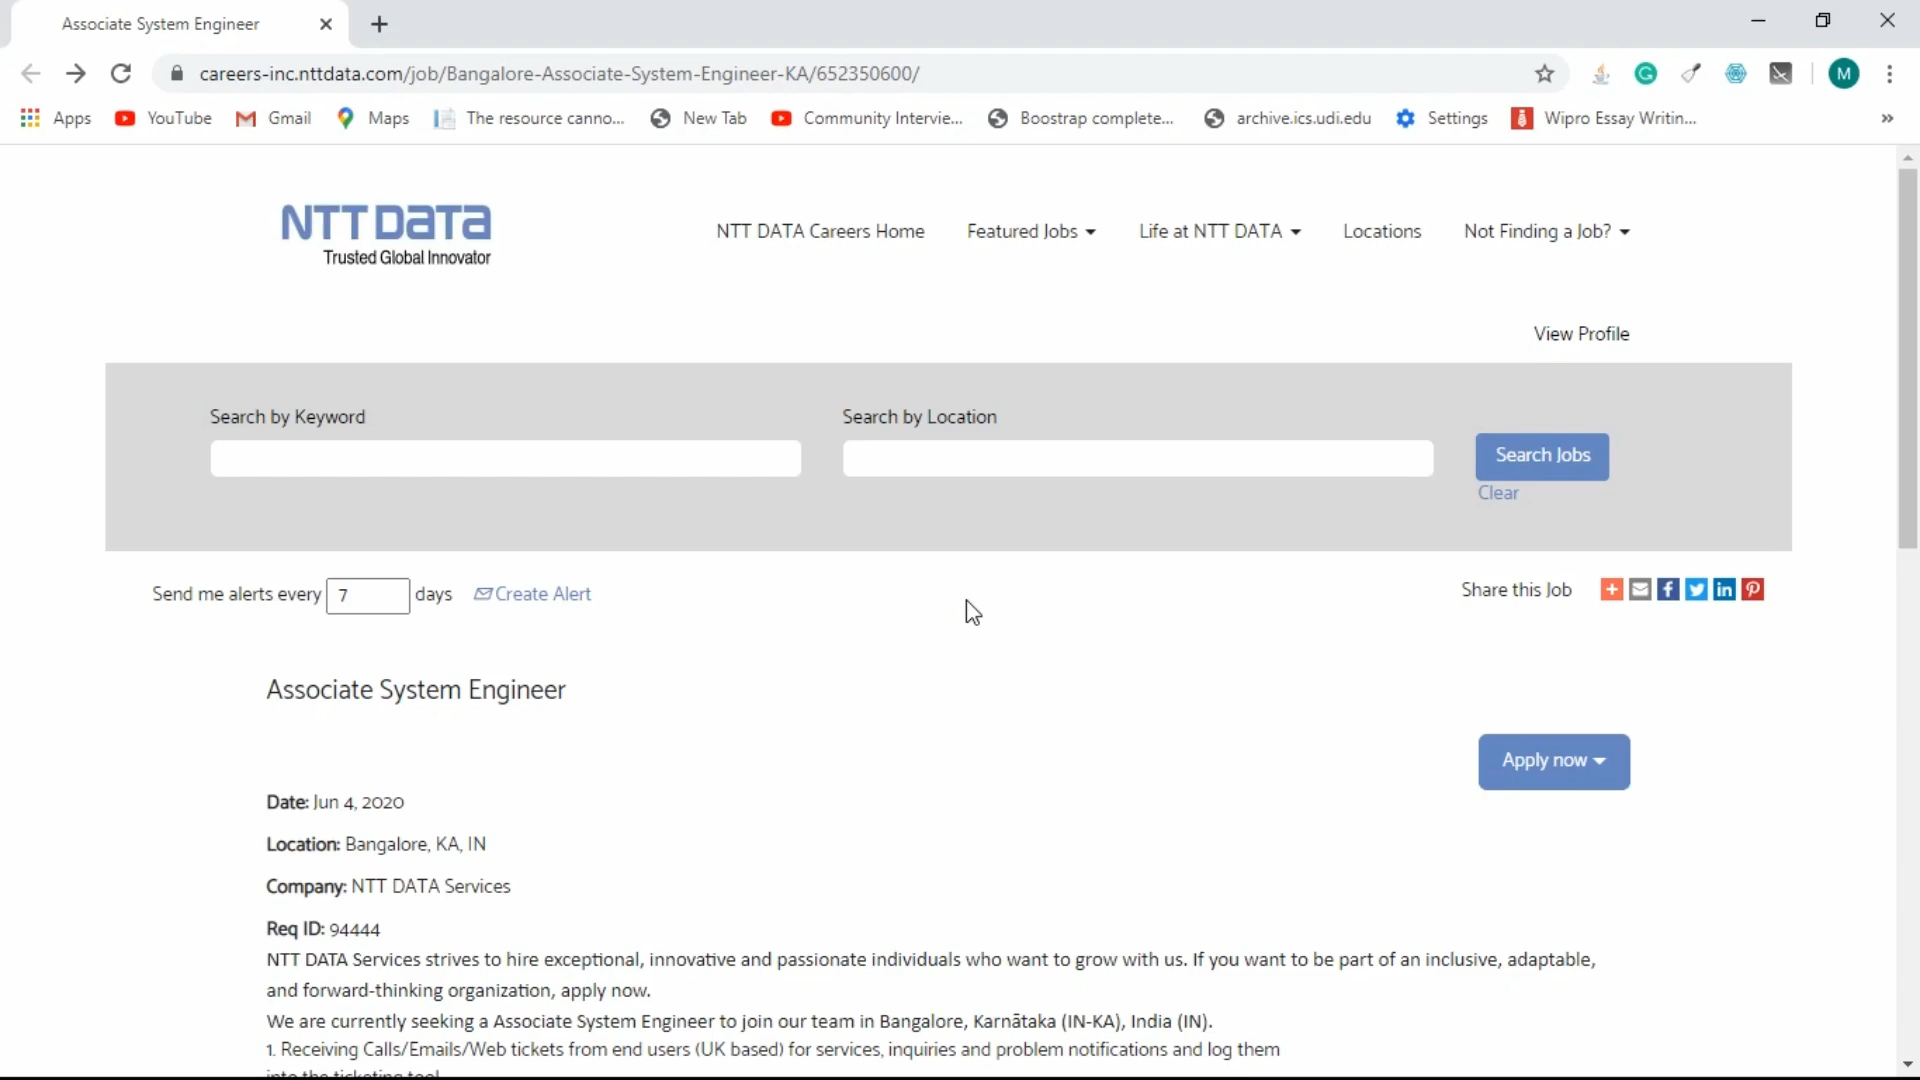 Associate System Engineer
careers-inc.nttdata.com/job/Bangalore-Associate-System-Engineer-KA/652350600/
M
Apps YouTube Gmail Maps The resource canno... New Tab Community Intervie... Boostrap complete... archive.ics.udi.edu Settings Wipro Essay Writin... »
NTT DATA
Trusted Global Innovator
NTT DATA Careers Home Featured Jobs Life at NTT DATA Locations Not Finding a Job?
View Profile
Search by Keyword Search by Location
Search Jobs
Clear
Send me alerts every 7 days Create Alert Share this Job
Associate System Engineer
Apply now
Date: Jun 4, 2020
Location: Bangalore, KA, IN
Company: NTT DATA Services
Req ID: 94444
NTT DATA Services strives to hire exceptional, innovative and passionate individuals who want to grow with us. If you want to be part of an inclusive, adaptable,
and forward-thinking organization, apply now.
We are currently seeking a Associate System Engineer to join our team in Bangalore, Karnātaka (IN-KA), India (IN).
1. Receiving Calls/Emails/Web tickets from end users (UK based) for services, inquiries and problem notifications and log them
into the ticketing tool